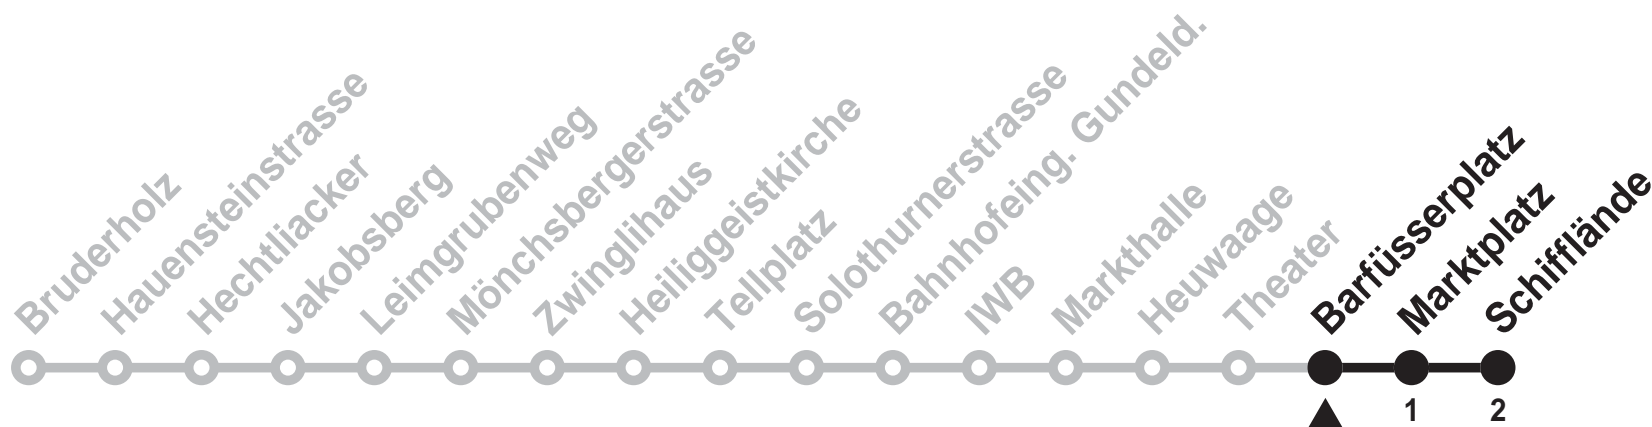 Bruderholz
Hauensteinstrasse
Hechtliacker
Jakobsberg
Leimgrubenweg
Mönchsbergerstrasse
Zwinglihaus
Heiliggeistkirche
Tellplatz
Solothurnerstrasse
Bahnhofeing. Gundeld.
IWB
Markthalle
Heuwaage
Theater
Barfüsserplatz
Marktplatz
Schifflände
1
2